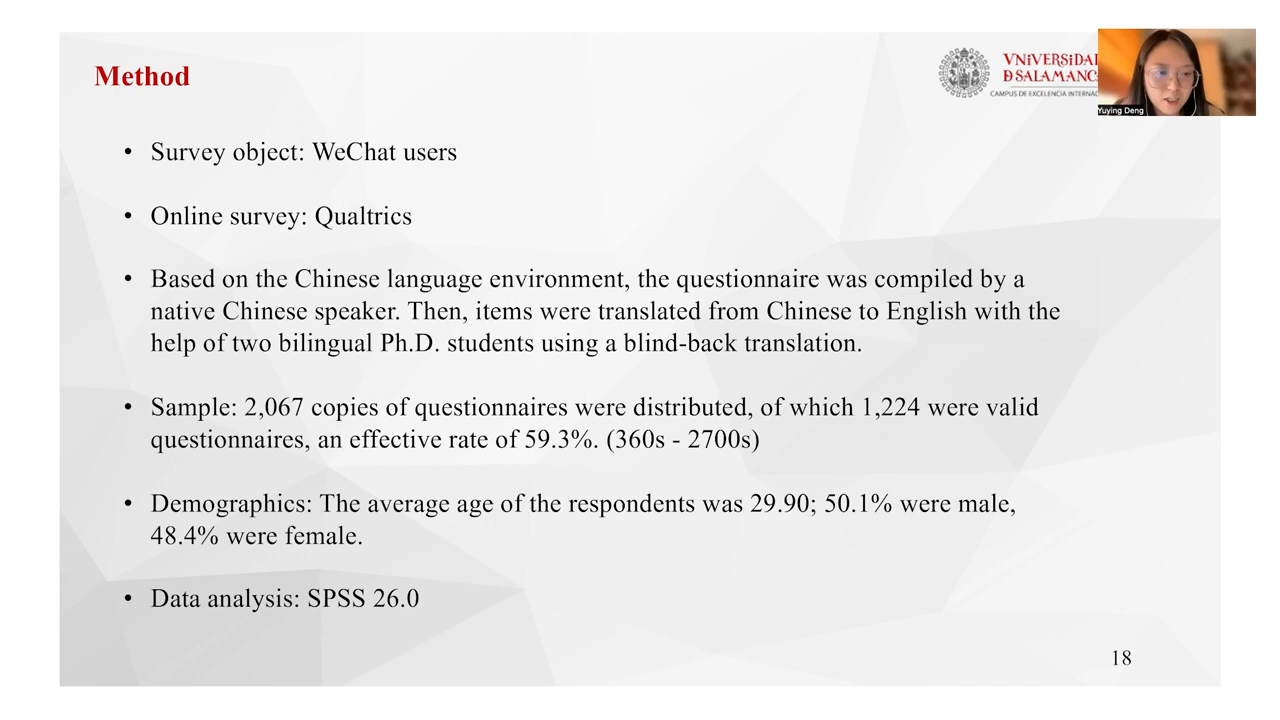 Method
VNiVERSiDAD
D SALAMANCA
CAMPUS DE EXCELENCIA INTERNAC
Yuying Deng
• Survey object: WeChat users
• Online survey: Qualtrics
• Based on the Chinese language environment, the questionnaire was compiled by a
native Chinese speaker. Then, items were translated from Chinese to English with the
help of two bilingual Ph.D. students using a blind-back translation.
• Sample: 2,067 copies of questionnaires were distributed, of which 1,224 were valid
questionnaires, an effective rate of 59.3%. (360s - 2700s)
• Demographics: The average age of the respondents was 29.90; 50.1% were male,
48.4% were female.
• Data analysis: SPSS 26.0
18